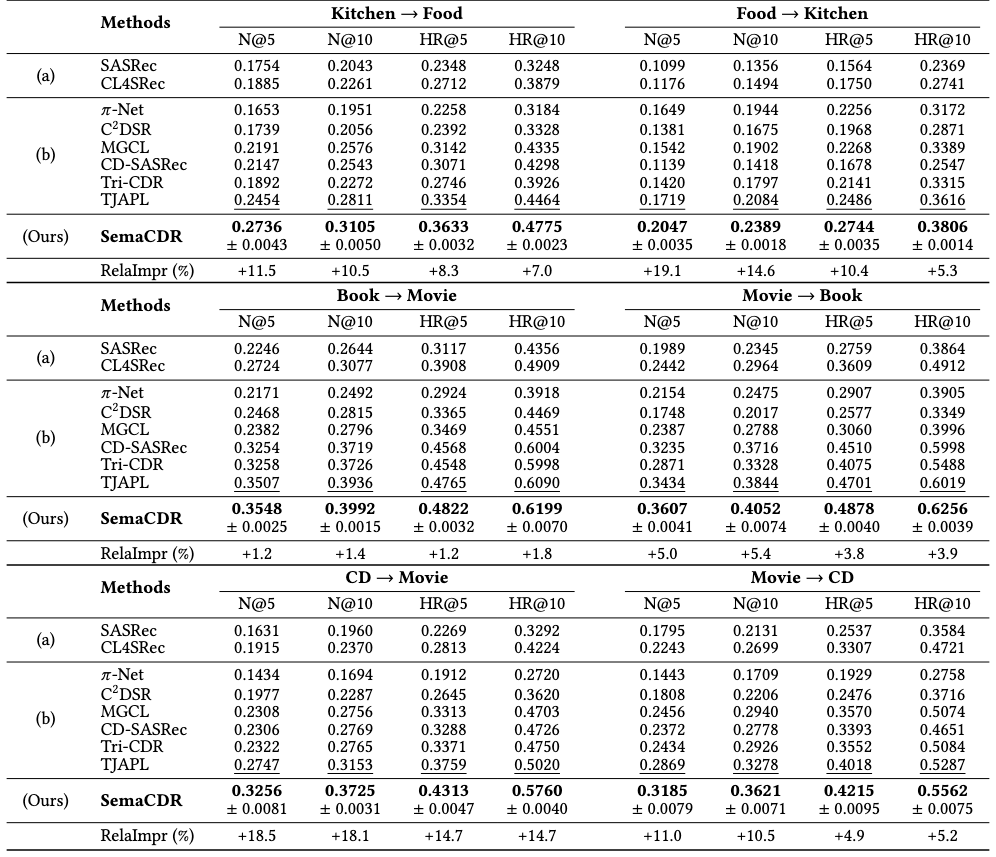 Methods Kitchen → Food Food → Kitchen
N@5 N@10 HR@5 HR@10 N@5 N@10 HR@5 HR@10
(a) SASRec 0.1754 0.2043 0.2348 0.3248 0.1099 0.1356 0.1564 0.2369
CL4SRec 0.1885 0.2261 0.2712 0.3879 0.1176 0.1494 0.1750 0.2741
π-Net 0.1653 0.1951 0.2258 0.3184 0.1649 0.1944 0.2256 0.3172
C²DSR 0.1739 0.2056 0.2392 0.3328 0.1381 0.1675 0.1968 0.2871
MGCL 0.2191 0.2576 0.3142 0.4335 0.1542 0.1902 0.2268 0.3389
(b) CD-SASRec 0.2147 0.2543 0.3071 0.4298 0.1139 0.1418 0.1678 0.2547
Tri-CDR 0.1892 0.2272 0.2746 0.3926 0.1420 0.1797 0.2141 0.3315
TJAPL 0.2454 0.2811 0.3354 0.4464 0.1719 0.2084 0.2486 0.3616
(Ours) SemaCDR 0.2736 0.3105 0.3633 0.4775 0.2047 0.2389 0.2744 0.3806
± 0.0043 ± 0.0050 ± 0.0032 ± 0.0023 ± 0.0035 ± 0.0018 ± 0.0035 ± 0.0014
RelaImpr (%) +11.5 +10.5 +8.3 +7.0 +19.1 +14.6 +10.4 +5.3
Methods Book → Movie Movie → Book
N@5 N@10 HR@5 HR@10 N@5 N@10 HR@5 HR@10
(a) SASRec 0.2246 0.2644 0.3117 0.4356 0.1989 0.2345 0.2759 0.3864
CL4SRec 0.2724 0.3077 0.3908 0.4909 0.2442 0.2964 0.3609 0.4912
π-Net 0.2171 0.2492 0.2924 0.3918 0.2154 0.2475 0.2907 0.3905
C²DSR 0.2468 0.2815 0.3365 0.4469 0.1748 0.2017 0.2577 0.3349
MGCL 0.2382 0.2796 0.3469 0.4551 0.2387 0.2788 0.3060 0.3996
(b) CD-SASRec 0.3254 0.3719 0.4568 0.6004 0.3235 0.3716 0.4510 0.5998
Tri-CDR 0.3258 0.3726 0.4548 0.5998 0.2871 0.3328 0.4075 0.5488
TJAPL 0.3507 0.3936 0.4765 0.6090 0.3434 0.3844 0.4701 0.6019
(Ours) SemaCDR 0.3548 0.3992 0.4822 0.6199 0.3607 0.4052 0.4878 0.6256
± 0.0025 ± 0.0015 ± 0.0032 ± 0.0070 ± 0.0041 ± 0.0074 ± 0.0040 ± 0.0039
RelaImpr (%) +1.2 +1.4 +1.2 +1.8 +5.0 +5.4 +3.8 +3.9
Methods CD → Movie Movie → CD
N@5 N@10 HR@5 HR@10 N@5 N@10 HR@5 HR@10
(a) SASRec 0.1631 0.1960 0.2269 0.3292 0.1795 0.2131 0.2537 0.3584
CL4SRec 0.1915 0.2370 0.2813 0.4224 0.2243 0.2699 0.3307 0.4721
π-Net 0.1434 0.1694 0.1912 0.2720 0.1443 0.1709 0.1929 0.2758
C²DSR 0.1977 0.2287 0.2645 0.3620 0.1808 0.2206 0.2476 0.3716
MGCL 0.2308 0.2756 0.3313 0.4703 0.2456 0.2940 0.3570 0.5074
(b) CD-SASRec 0.2306 0.2769 0.3288 0.4726 0.2372 0.2778 0.3393 0.4651
Tri-CDR 0.2322 0.2765 0.3371 0.4750 0.2434 0.2926 0.3552 0.5084
TJAPL 0.2747 0.3153 0.3759 0.5020 0.2869 0.3278 0.4018 0.5287
(Ours) SemaCDR 0.3256 0.3725 0.4313 0.5760 0.3185 0.3621 0.4215 0.5562
± 0.0081 ± 0.0031 ± 0.0047 ± 0.0040 ± 0.0079 ± 0.0071 ± 0.0095 ± 0.0075
RelaImpr (%) +18.5 +18.1 +14.7 +14.7 +11.0 +10.5 +4.9 +5.2